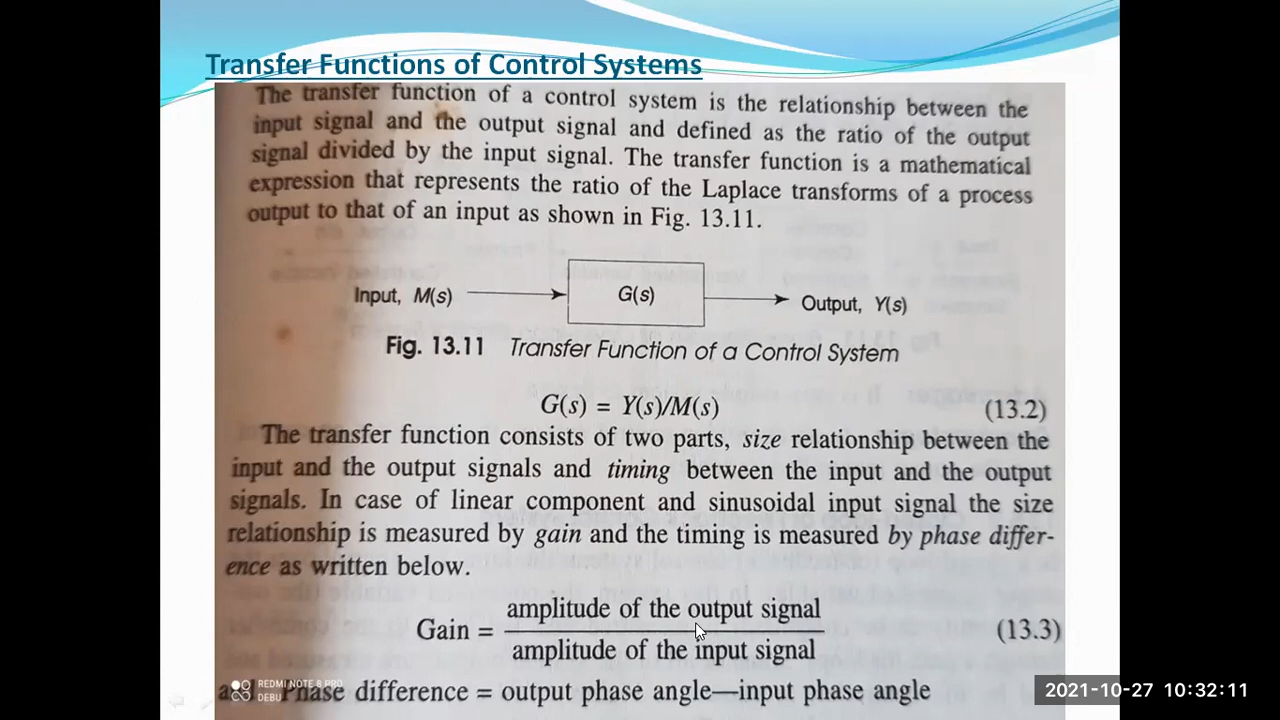 Transfer Functions of Control Systems
The transfer function of a control system is the relationship between the
input signal and the output signal and defined as the ratio of the output
signal divided by the input signal. The transfer function is a mathematical
expression that represents the ratio of the Laplace transforms of a process
output to that of an input as shown in Fig. 13.11.
Input, M(s) G(s) Output, Y(s)
Fig. 13.11 Transfer Function of a Control System
G(s) = Y(s)/M(s) (13.2)
The transfer function consists of two parts, size relationship between the
input and the output signals and timing between the input and the output
signals. In case of linear component and sinusoidal input signal the size
relationship is measured by gain and the timing is measured by phase differ-
ence as written below.
Gain = amplitude of the output signal (13.3)
amplitude of the input signal
Phase difference = output phase angle—input phase angle
REDMI NOTE 8 PRO
DEBU
2021-10-27 10:32:11